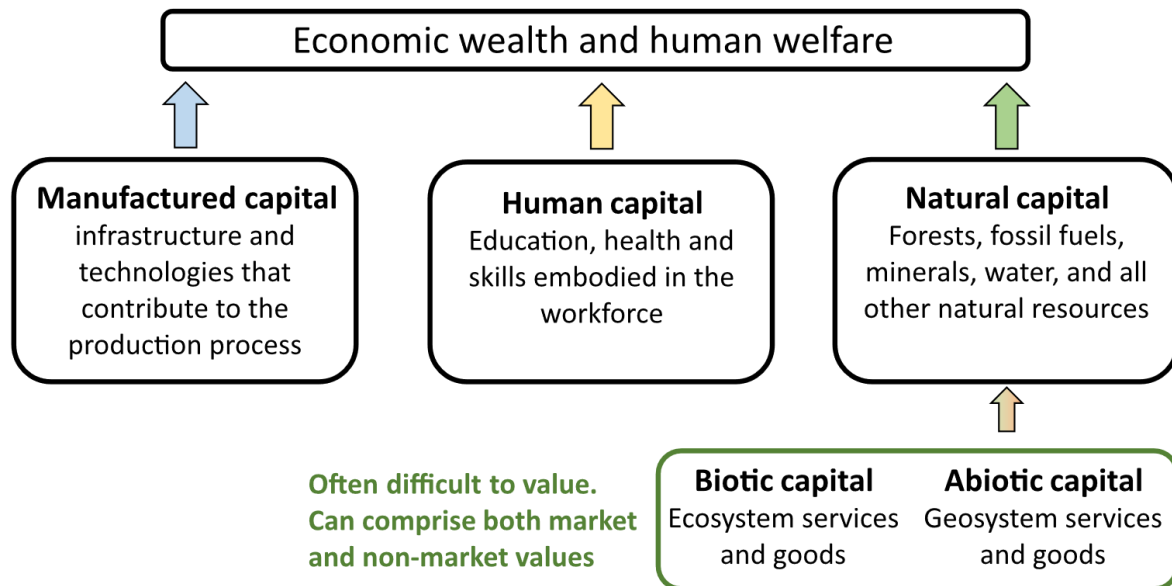 Economic wealth and human welfare
Manufactured capital
infrastructure and
technologies that
contribute to the
production process
Human capital
Education, health and
skills embodied in the
workforce
Natural capital
Forests, fossil fuels,
minerals, water, and all
other natural resources
Often difficult to value.
Can comprise both market
and non-market values
Biotic capital
Ecosystem services
and goods
Abiotic capital
Geosystem services
and goods